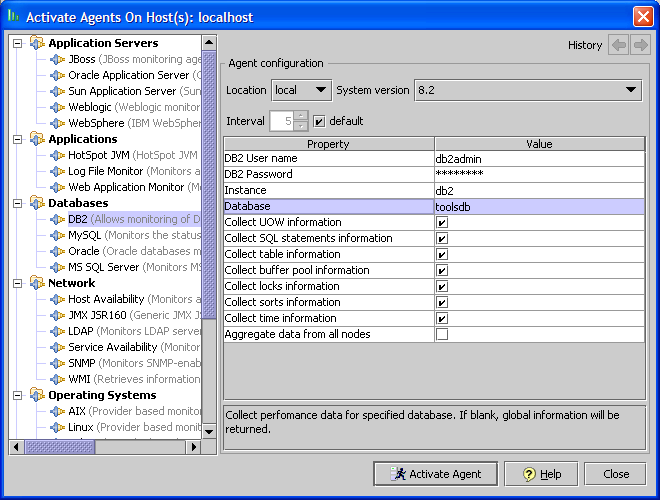 Activate Agents On Host(s): localhost
Application Servers
JBoss (JBoss monitoring age
Oracle Application Server (O
Sun Application Server (Su
Weblogic (Weblogic monitor
WebSphere (IBM WebSpher
Applications
HotSpot JVM (HotSpot JVM
Log File Monitor (Monitors l
Web Application Monitor (M
Databases
DB2 (Allows monitoring of D
MySQL (Monitors the status
Oracle (Oracle databases m
MS SQL Server (Monitors MS
Network
Host Availability (Monitors a
JMX JSR160 (Generic JMX J
LDAP (Monitors LDAP server
Service Availability (Monitor
SNMP (Monitors SNMP-enab
WMI (Retrieves information
Operating Systems
AIX (Provider based monito
Linux (Provider based monit
History
Agent configuration
Location local System version 8.2
Interval 5 default
Property Value
DB2 User name db2admin
DB2 Password ********
Instance db2
Database toolsdb
Collect UOW information
Collect SQL statements information
Collect table information
Collect buffer pool information
Collect locks information
Collect sorts information
Collect time information
Aggregate data from all nodes
Collect perfomance data for specified database. If blank, global information will be
returned.
Activate Agent Help Close